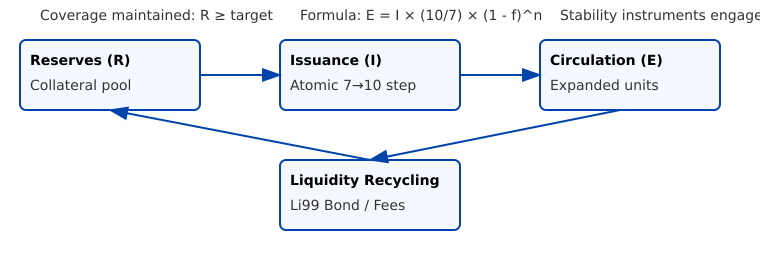 Coverage maintained: R ≥ target
Formula: E = I × (10/7) × (1 - f)^n
Stability instruments engage
Reserves (R)
Collateral pool
Issuance (I)
Atomic 7→10 step
Circulation (E)
Expanded units
Liquidity Recycling
Li99 Bond / Fees